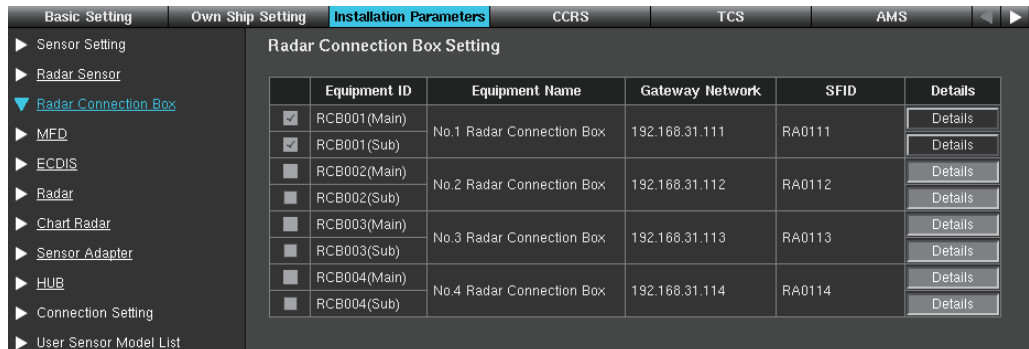 Basic Setting Own Ship Setting Installation Parameters CCRS TCS AMS
Sensor Setting
Radar Sensor
Radar Connection Box
MFD
ECDIS
Radar
Chart Radar
Sensor Adapter
HUB
Connection Setting
User Sensor Model List
Radar Connection Box Setting
Equipment ID Equipment Name Gateway Network SFID Details
RCB001(Main) No.1 Radar Connection Box 192.168.31.111 RA0111 Details
RCB001(Sub) Details
RCB002(Main) No.2 Radar Connection Box 192.168.31.112 RA0112 Details
RCB002(Sub) Details
RCB003(Main) No.3 Radar Connection Box 192.168.31.113 RA0113 Details
RCB003(Sub) Details
RCB004(Main) No.4 Radar Connection Box 192.168.31.114 RA0114 Details
RCB004(Sub) Details